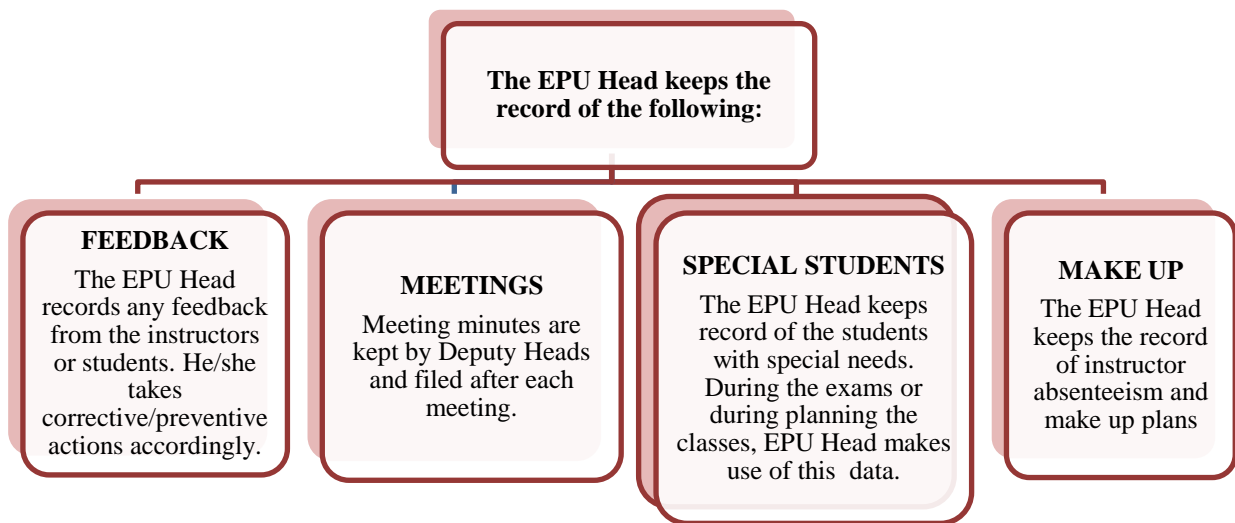 The EPU Head keeps the
record of the following:
FEEDBACK
The EPU Head
records any feedback
from the instructors
or students. He/she
takes
corrective/preventive
actions accordingly.
MEETINGS
Meeting minutes are
kept by Deputy Heads
and filed after each
meeting.
SPECIAL STUDENTS
The EPU Head keeps
record of the students
with special needs.
During the exams or
during planning the
classes, EPU Head makes
use of this data.
MAKE UP
The EPU Head
keeps the record
of instructor
absenteeism and
make up plans